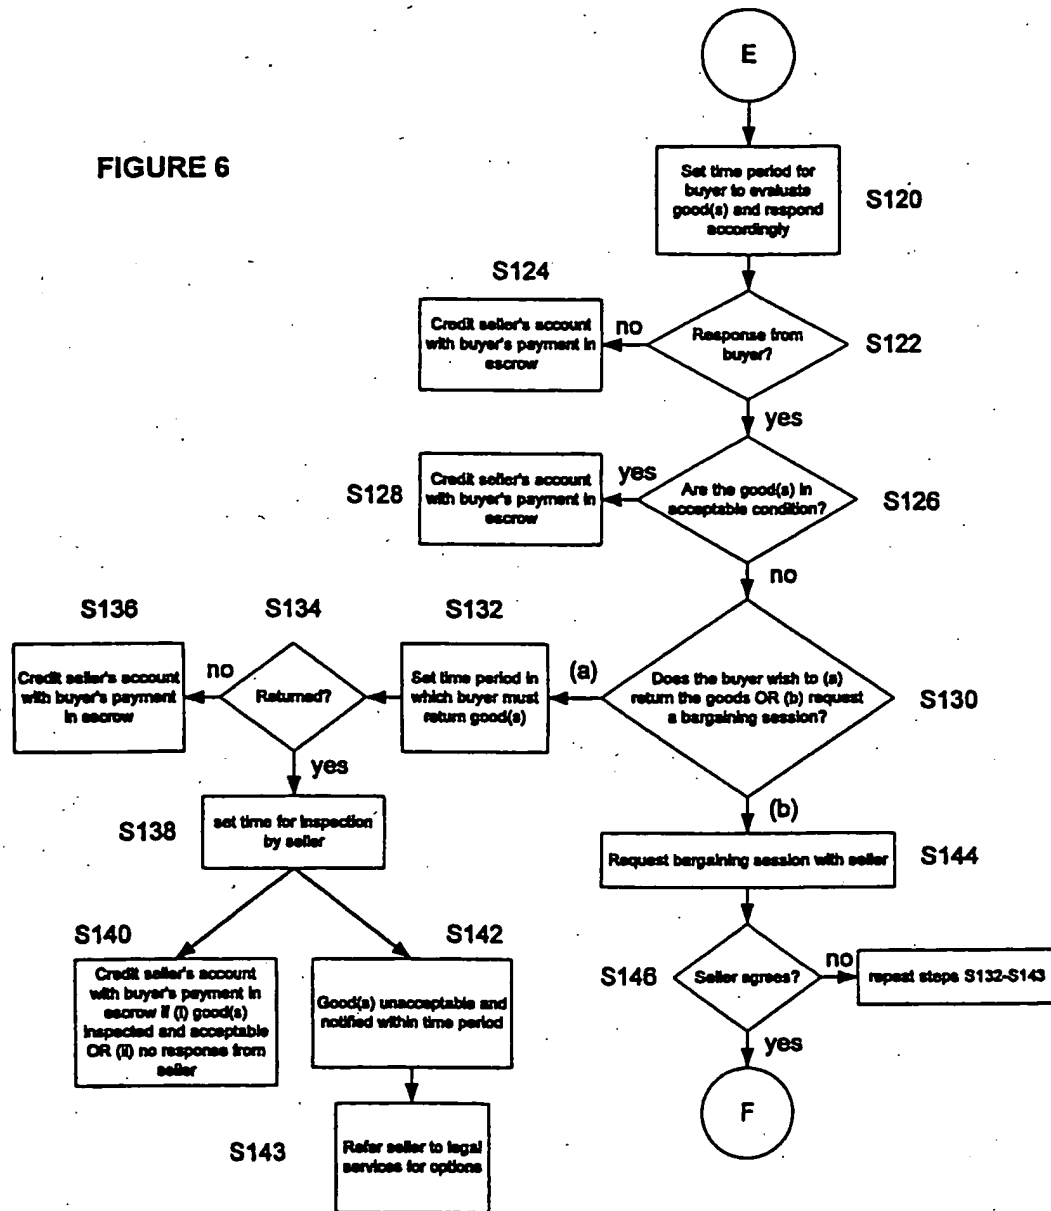 E
FIGURE 6
Set time period for
buyer to evaluate
good(s) and respond
accordingly
S120
S124
Credit seller's account
with buyer's payment in
escrow
no
Response from
buyer?
S122
yes
S128
Credit seller's account
with buyer's payment in
escrow
yes
Are the good(s) in
acceptable condition?
S126
no
S136
S134
S132
Credit seller's account
with buyer's payment
in escrow
no
Returned?
Set time period in
which buyer must
return good(s)
(a)
Does the buyer wish to (a)
return the goods OR (b) request
a bargaining session?
S130
yes
(b)
S138
set time for inspection
by seller
Request bargaining session with seller
S144
S140
S142
Credit seller's account
with buyer's payment in
escrow if (i) good(s)
inspected and acceptable
OR (ii) no response from
seller
Good(s) unacceptable and
notified within time period
S146
Seller agrees?
no
repeat steps S132-S143
yes
F
S143
Refer seller to legal
services for options